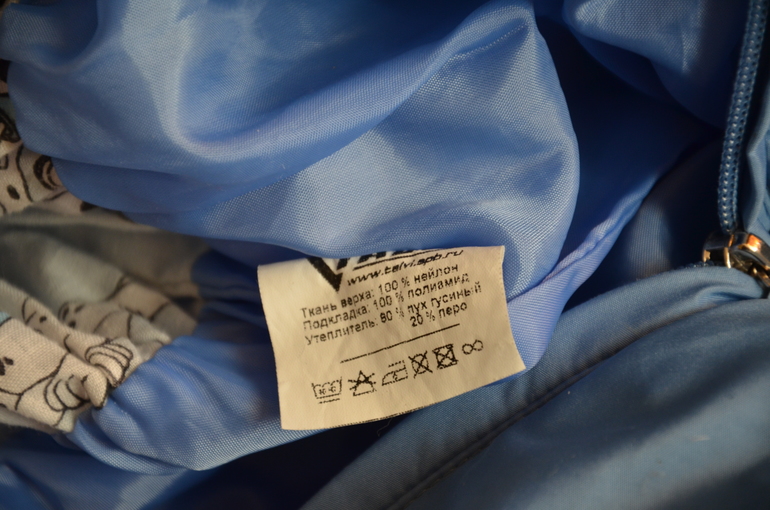 www.talvi.spb.ru
Ткань верха: 100 % нейлон
Подкладка: 100 % полиамид
Утеплитель: 80 % пух гусиный
20 % перо